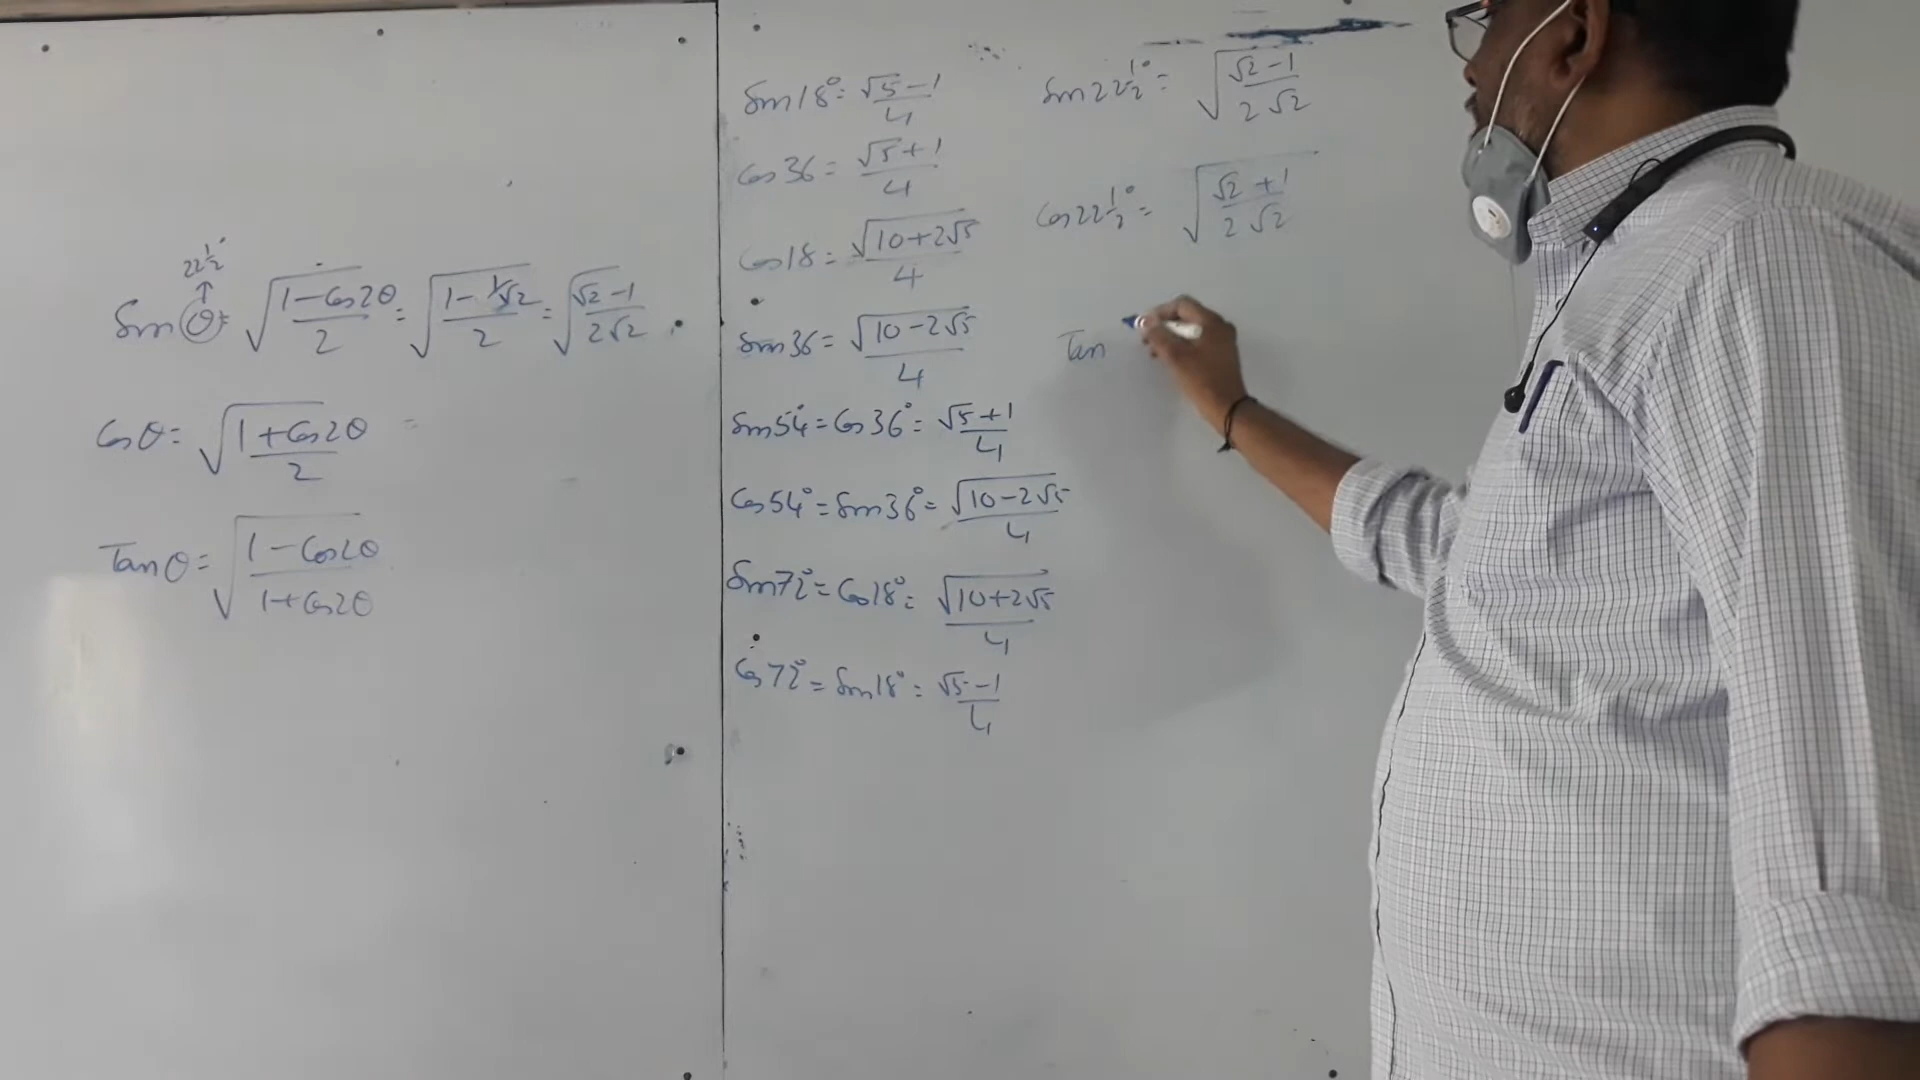 22½°
Sin θ = √((1-Cos2θ)/2) = √((1-1/√2)/2) = √((√2-1)/(2√2))
Cosθ = √((1+Cos2θ)/2) =
Tanθ = √((1-Cos2θ)/(1+Cos2θ))
Sin18° = (√5-1)/4
Cos36 = (√5+1)/4
Cos18 = √(10+2√5)/4
Sin36 = √(10-2√5)/4
Sin54° = Cos36° = (√5+1)/4
Cos54° = Sin36° = √(10-2√5)/4
Sin72° = Cos18° = √(10+2√5)/4
Cos72° = Sin18° = (√5-1)/4
Sin22½° = √((√2-1)/(2√2))
Cos22½° = √((√2+1)/(2√2))
Tan